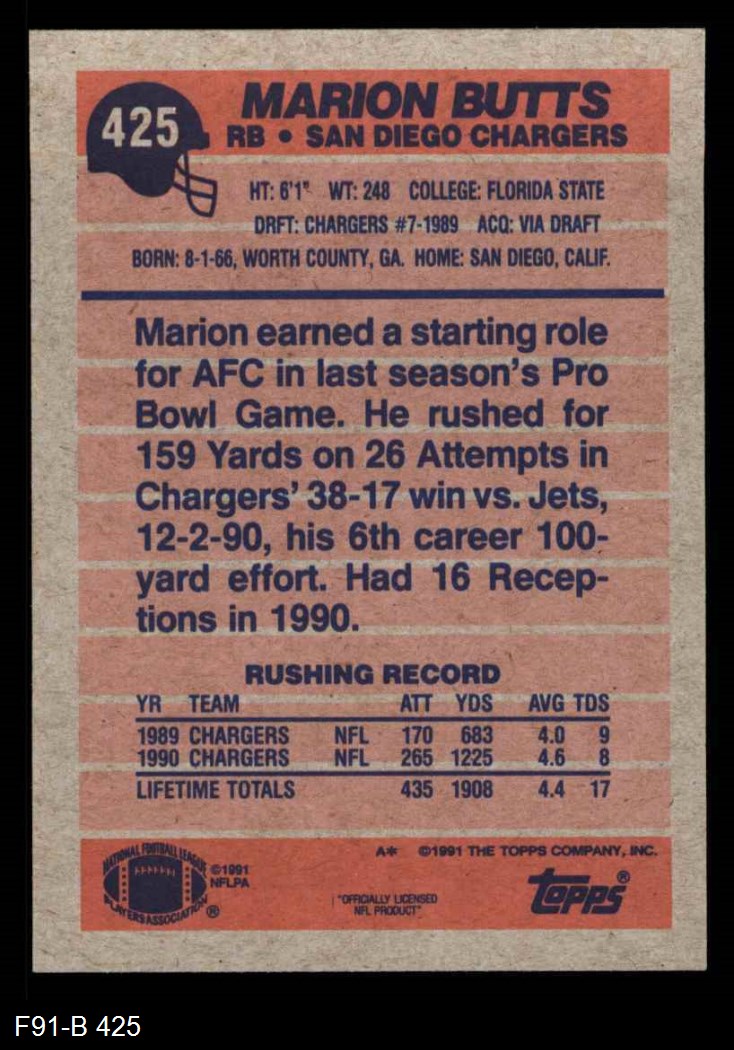 425
MARION BUTTS
RB • SAN DIEGO CHARGERS
HT: 6'1" WT: 248 COLLEGE: FLORIDA STATE
DRFT: CHARGERS #7-1989 ACQ: VIA DRAFT
BORN: 8-1-66, WORTH COUNTY, GA. HOME: SAN DIEGO, CALIF.
Marion earned a starting role
for AFC in last season's Pro
Bowl Game. He rushed for
159 Yards on 26 Attempts in
Chargers' 38-17 win vs. Jets,
12-2-90, his 6th career 100-
yard effort. Had 16 Recep-
tions in 1990.
RUSHING RECORD
YR TEAM ATT YDS AVG TDS
1989 CHARGERS NFL 170 683 4.0 9
1990 CHARGERS NFL 265 1225 4.6 8
LIFETIME TOTALS 435 1908 4.4 17
A* ©1991 THE TOPPS COMPANY, INC.
NATIONAL FOOTBALL LEAGUE
PLAYERS ASSOCIATION ®
©1991
NFLPA
"OFFICIALLY LICENSED
NFL PRODUCT"
topps ®
F91-B 425